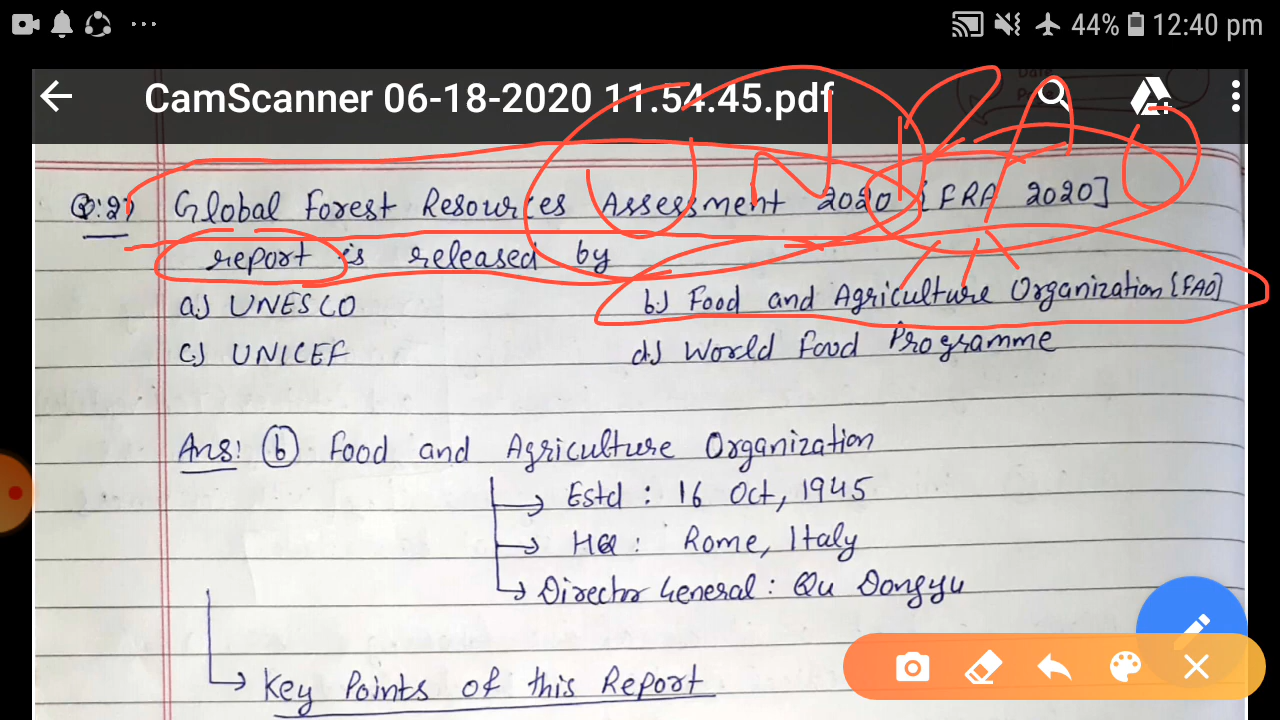 44% 12:40 pm
CamScanner 06-18-2020 11.54.45.pdf
Q:2) Global Forest Resources Assessment 2020 [FRA 2020]
report is released by
a.) UNESCO b.) Food and Agriculture Organization [FAO]
c.) UNICEF d.) World Food Programme
Ans: (b) Food and Agriculture Organization
→ Estd : 16 Oct, 1945
→ HQ : Rome, Italy
→ Director General : Qu Dongyu
→ Key Points of this Report